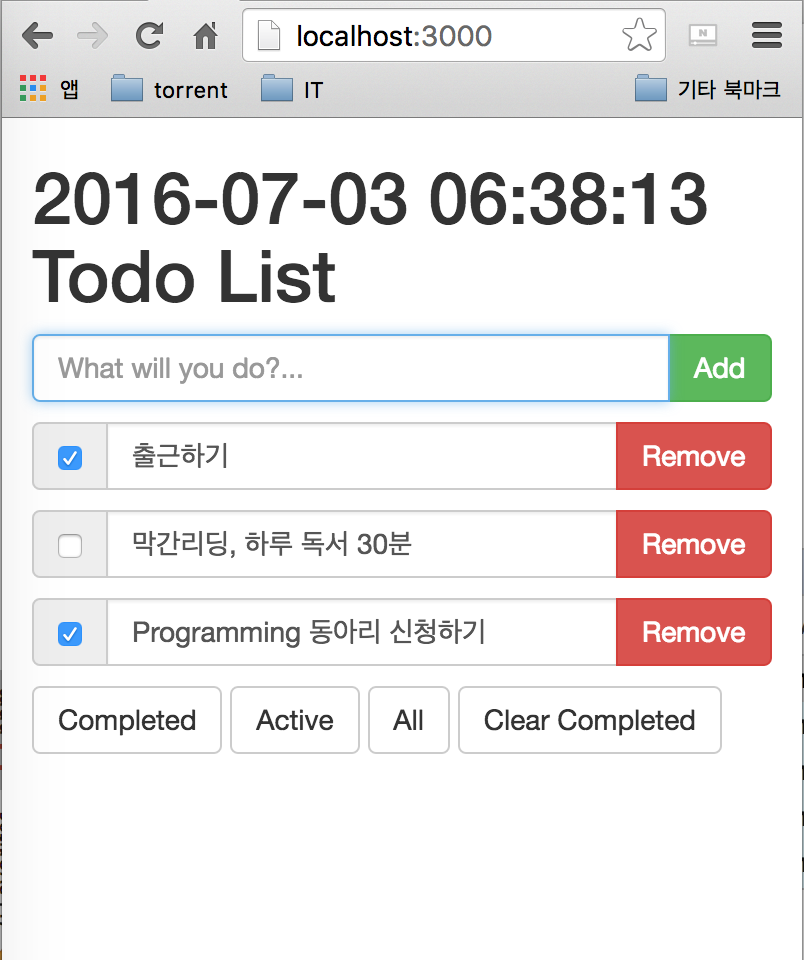 localhost:3000
앱 torrent IT 기타 북마크
2016-07-03 06:38:13
Todo List
What will you do?... Add
출근하기 Remove
막간리딩, 하루 독서 30분 Remove
Programming 동아리 신청하기 Remove
Completed Active All Clear Completed